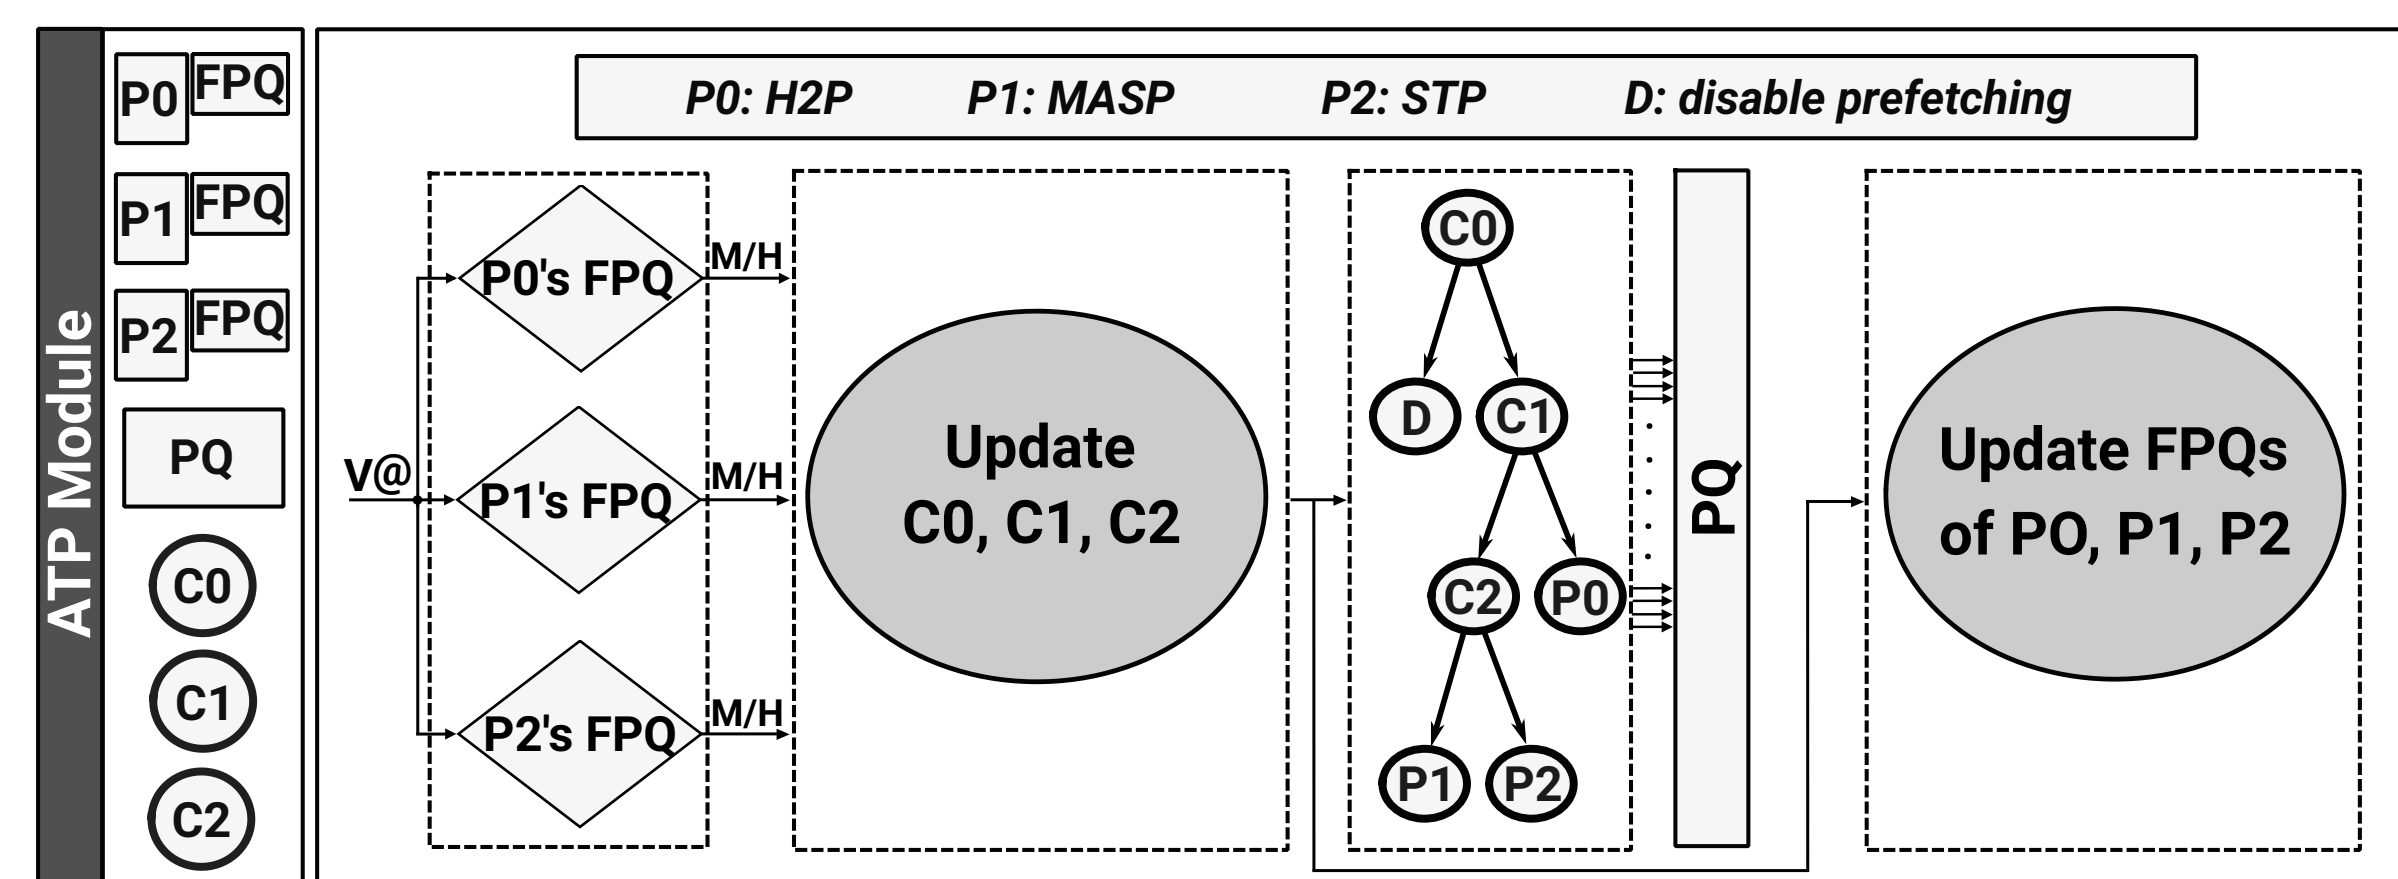 ATP Module
P0 FPQ
P1 FPQ
P2 FPQ
PQ
C0
C1
C2
P0: H2P P1: MASP P2: STP D: disable prefetching
V@
P0's FPQ
M/H
P1's FPQ
M/H
P2's FPQ
M/H
Update
C0, C1, C2
C0
D C1
C2 P0
P1 P2
PQ
Update FPQs
of PO, P1, P2